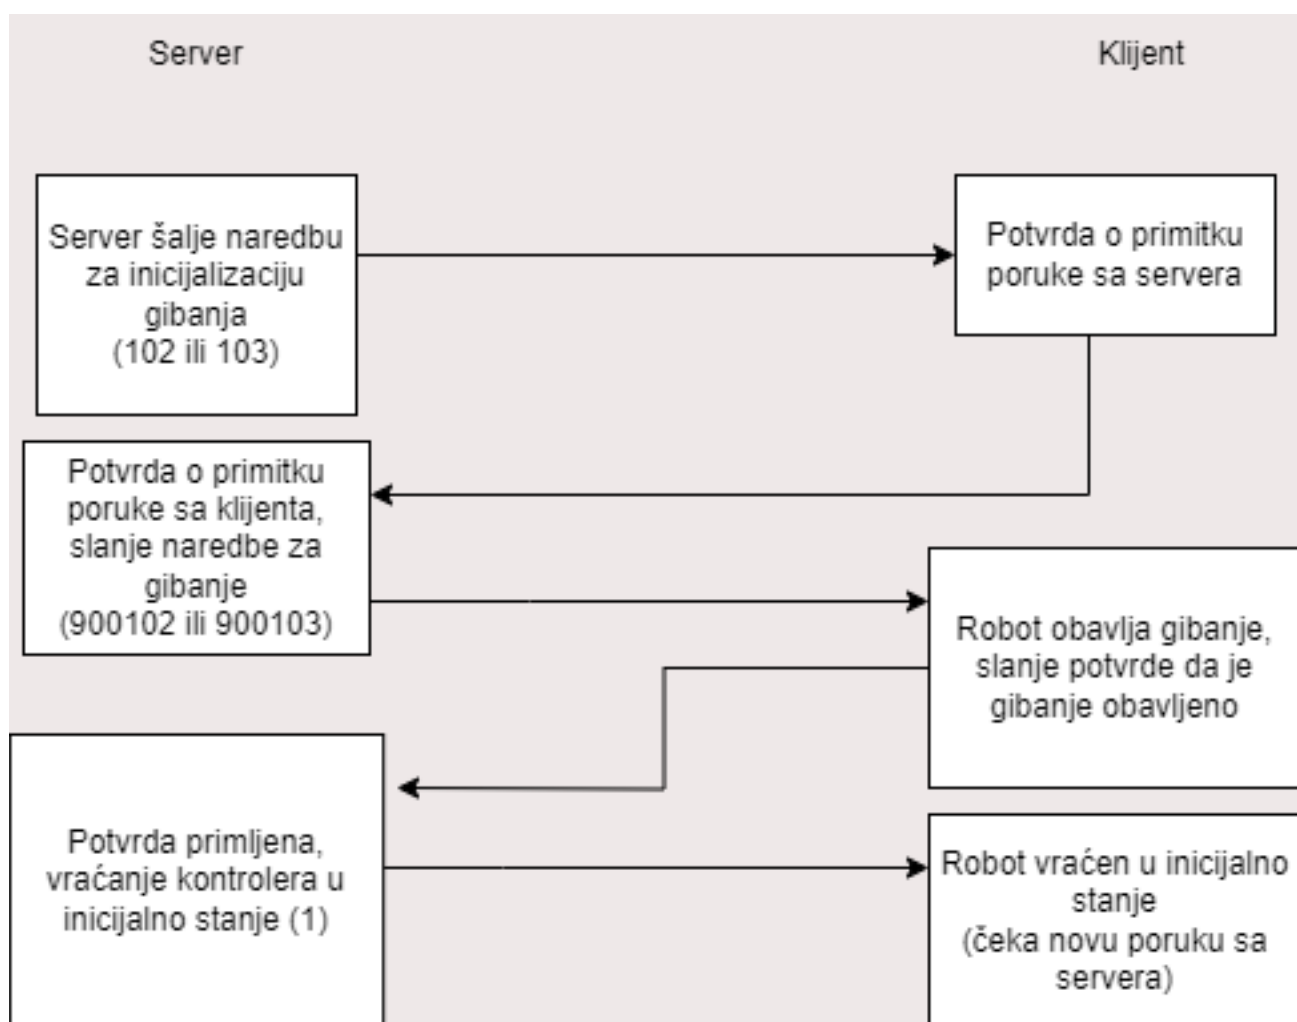 Server
Klijent
Server šalje naredbu
za inicijalizaciju
gibanja
(102 ili 103)
Potvrda o primitku
poruke sa servera
Potvrda o primitku
poruke sa klijenta,
slanje naredbe za
gibanje
(900102 ili 900103)
Robot obavlja gibanje,
slanje potvrde da je
gibanje obavljeno
Potvrda primljena,
vraćanje kontrolera u
inicijalno stanje (1)
Robot vraćen u inicijalno
stanje
(čeka novu poruku sa
servera)